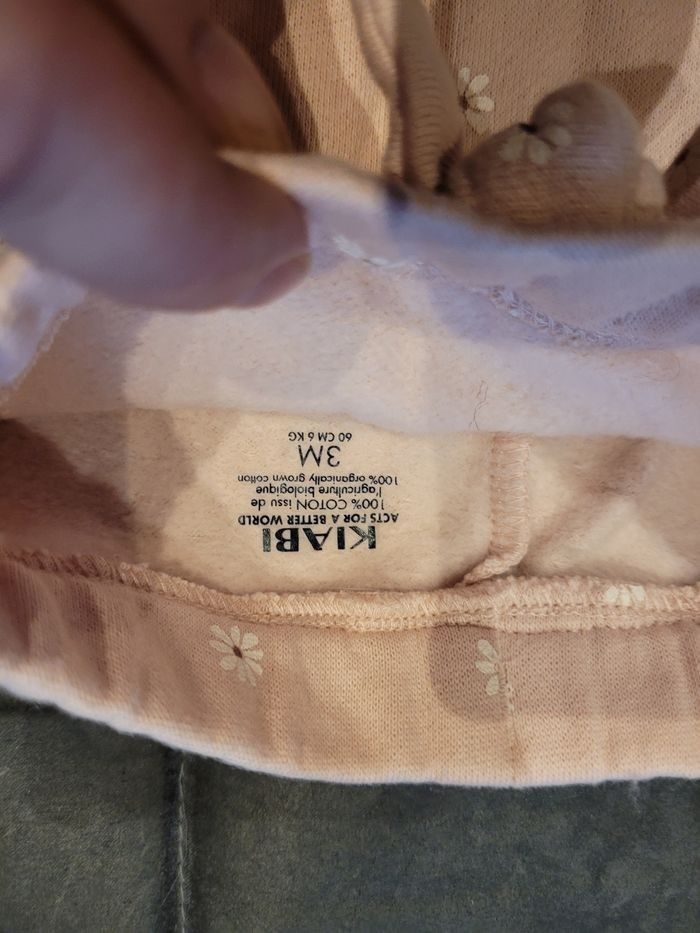 KIABI
ACTS FOR A BETTER WORLD
100% COTON issu de
l'agriculture biologique
100% organically grown cotton
3M
60 CM 6 KG